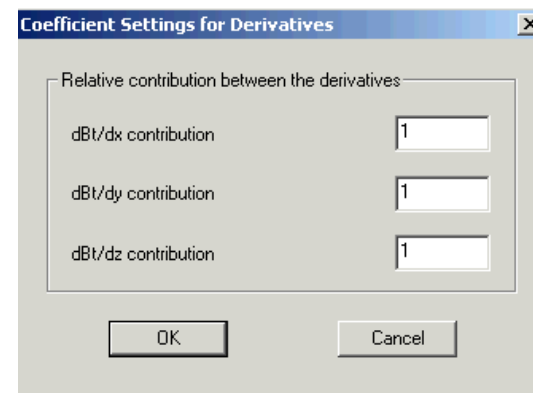 Coefficient Settings for Derivatives
Relative contribution between the derivatives
dBt/dx contribution 1
dBt/dy contribution 1
dBt/dz contribution 1
OK Cancel